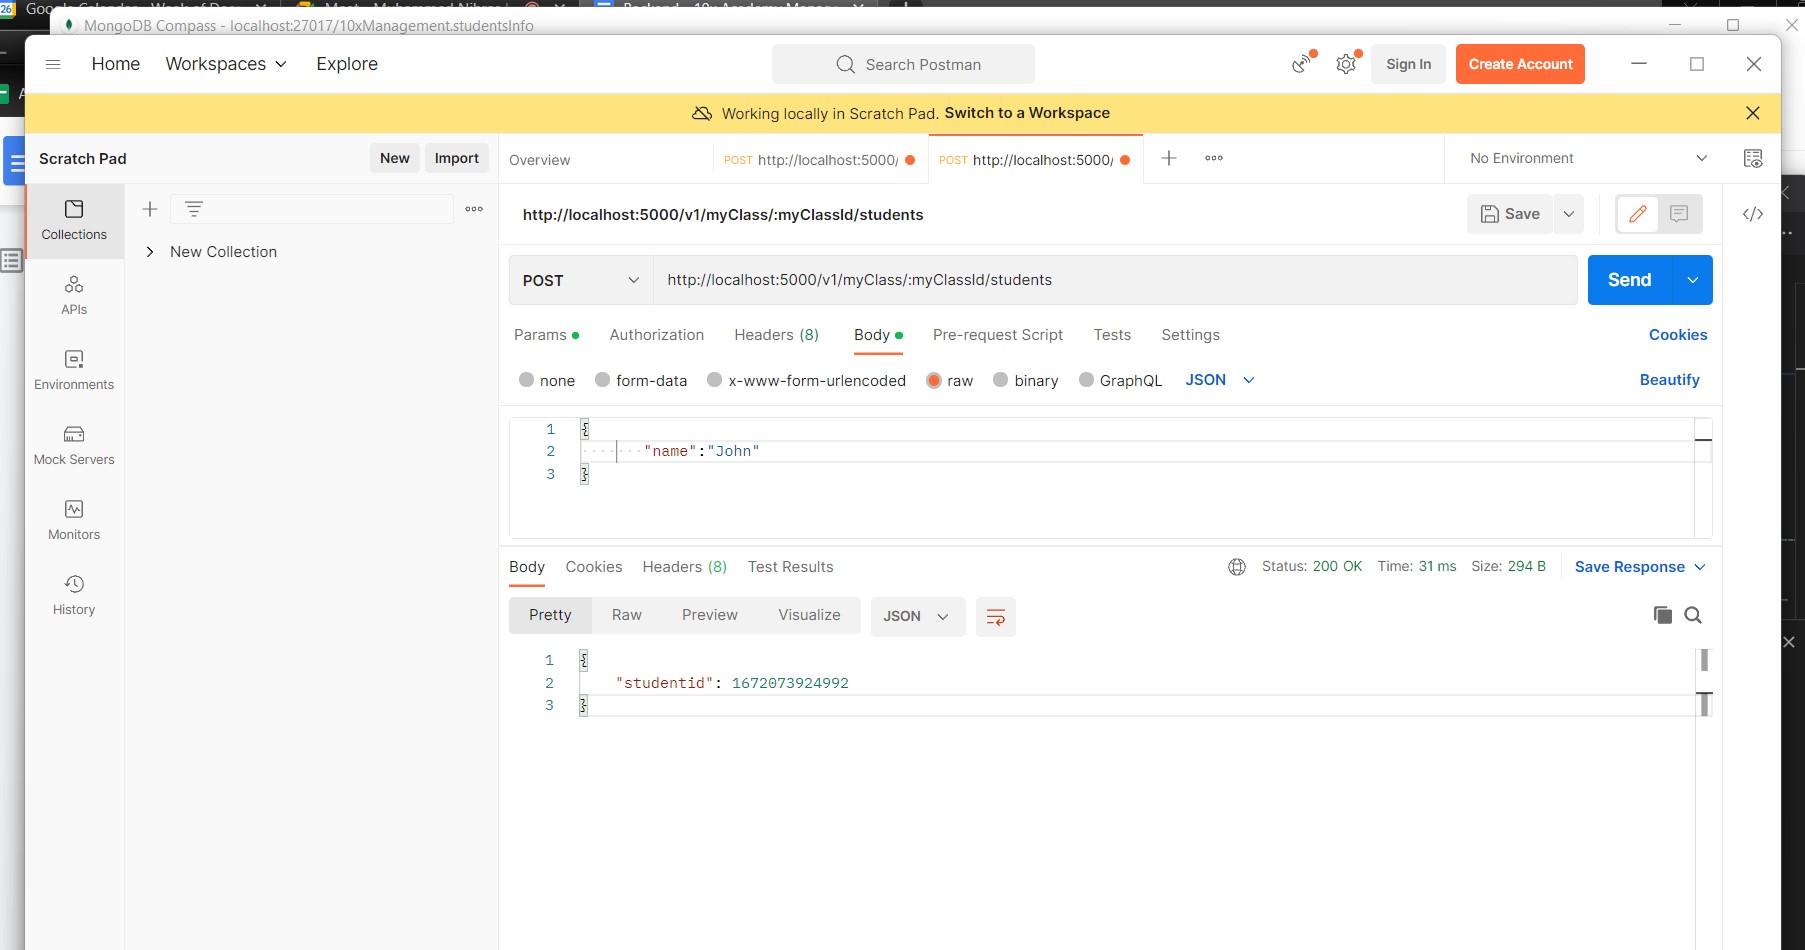 26
MongoDB Compass - localhost:27017/10xManagement.studentsInfo
Home
Workspaces
Explore
Search Postman
Sign In
Create Account
Working locally in Scratch Pad. Switch to a Workspace
Scratch Pad
New
Import
Overview
POST http://localhost:5000/
POST http://localhost:5000/
No Environment
Collections
APIs
Environments
Mock Servers
Monitors
History
New Collection
http://localhost:5000/v1/myClass/:myClassId/students
Save
POST
http://localhost:5000/v1/myClass/:myClassId/students
Send
Params
Authorization
Headers (8)
Body
Pre-request Script
Tests
Settings
Cookies
none
form-data
x-www-form-urlencoded
raw
binary
GraphQL
JSON
Beautify
1 {
2 "name":"John"
3 }
Body
Cookies
Headers (8)
Test Results
Status: 200 OK
Time: 31 ms
Size: 294 B
Save Response
Pretty
Raw
Preview
Visualize
JSON
1 {
2 "studentid": 1672073924992
3 }